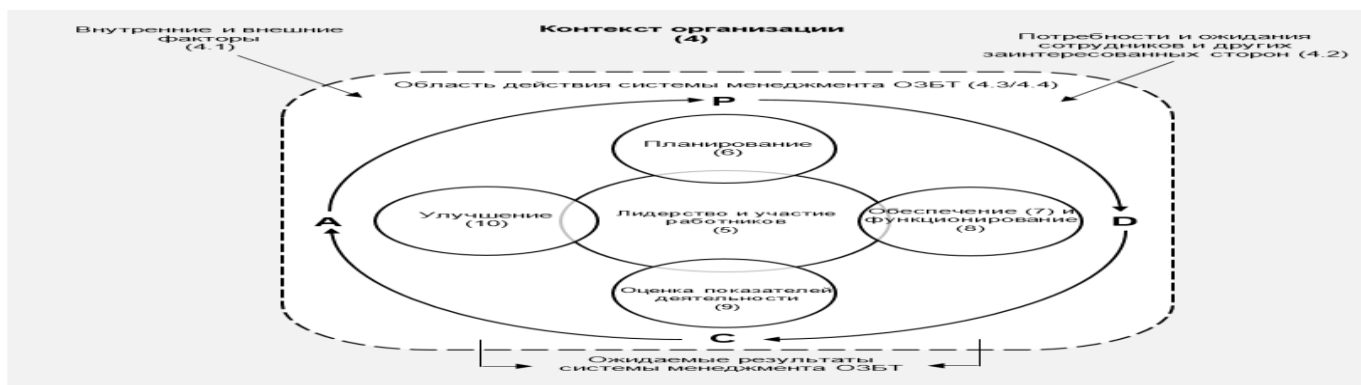 Внутренние и внешние
факторы
(4.1)
Контекст организации
(4)
Потребности и ожидания
сотрудников и других
заинтересованных сторон (4.2)
Область действия системы менеджмента ОЗБТ (4.3/4.4)
P
Планирование
(6)
A
Улучшение
(10)
Лидерство и участие
работников
(5)
Обеспечение (7) и
функционирование
(8)
D
Оценка показателей
деятельности
(9)
C
Ожидаемые результаты
системы менеджмента ОЗБТ